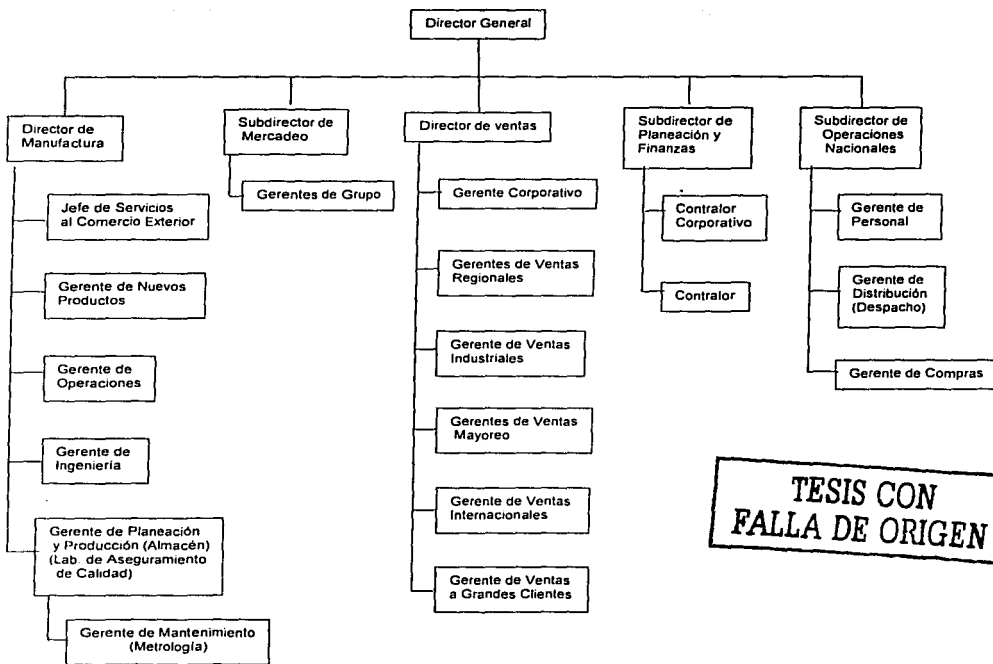 Director General
Director de
Manufactura
Jefe de Servicios
al Comercio Exterior
Gerente de Nuevos
Productos
Gerente de
Operaciones
Gerente de
Ingeniería
Gerente de Planeación
y Producción (Almacén)
(Lab. de Aseguramiento
de Calidad)
Gerente de Mantenimiento
(Metrología)
Subdirector de
Mercadeo
Gerentes de Grupo
Director de ventas
Gerente Corporativo
Gerentes de Ventas
Regionales
Gerente de Ventas
Industriales
Gerentes de Ventas
Mayoreo
Gerente de Ventas
Internacionales
Gerente de Ventas
a Grandes Clientes
Subdirector de
Planeación y
Finanzas
Contralor
Corporativo
Contralor
Subdirector de
Operaciones
Nacionales
Gerente de
Personal
Gerente de
Distribución
(Despacho)
Gerente de Compras
TESIS CON
FALLA DE ORIGEN